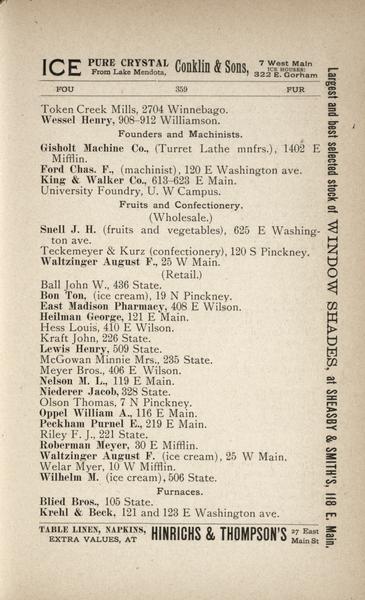 ICE PURE CRYSTAL From Lake Mendota, Conklin & Sons, 7 West Main ICE HOUSES: 322 E. Gorham
FOU 359 FUR
Token Creek Mills, 2704 Winnebago.
Wessel Henry, 908-912 Williamson.
Founders and Machinists.
Gisholt Machine Co., (Turret Lathe mnfrs.), 1402 E
Mifflin.
Ford Chas. F., (machinist), 120 E Washington ave.
King & Walker Co., 613-623 E Main.
University Foundry, U. W. Campus.
Fruits and Confectionery.
(Wholesale.)
Snell J. H. (fruits and vegetables), 625 E Washing-
ton ave.
Teckemeyer & Kurz (confectionery), 120 S Pinckney.
Waltzinger August F., 25 W Main.
(Retail.)
Ball John W., 436 State.
Bon Ton, (ice cream), 19 N Pinckney.
East Madison Pharmacy, 408 E Wilson.
Heilman George, 121 E Main.
Hess Louis, 410 E Wilson.
Kraft John, 226 State.
Lewis Henry, 509 State.
McGowan Minnie Mrs., 235 State.
Meyer Bros., 406 E Wilson.
Nelson M. L., 119 E Main.
Niederer Jacob, 328 State.
Olson Thomas, 7 N Pinckney.
Oppel William A., 116 E Main.
Peckham Purnel E., 219 E Main.
Riley F. J., 221 State.
Roberman Meyer, 30 E Mifflin.
Waltzinger August F. (ice cream), 25 W Main.
Welar Myer, 10 W Mifflin.
Wilhelm M. (ice cream), 506 State.
Furnaces.
Blied Bros., 105 State.
Krehl & Beck, 121 and 123 E Washington ave.
TABLE LINEN, NAPKINS, EXTRA VALUES, AT HINRICHS & THOMPSON'S 27 East Main St
Largest and best selected stock of WINDOW SHADES, at SHEASBY & SMITH'S, 118 E. Main.